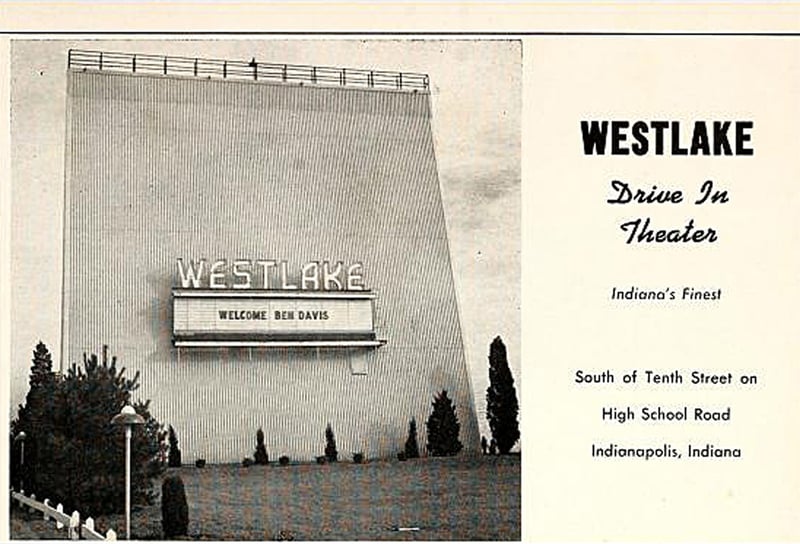 WESTLAKE
WELCOME BEN DAVIS
WESTLAKE
Drive In
Theater
Indiana's Finest
South of Tenth Street on
High School Road
Indianapolis, Indiana